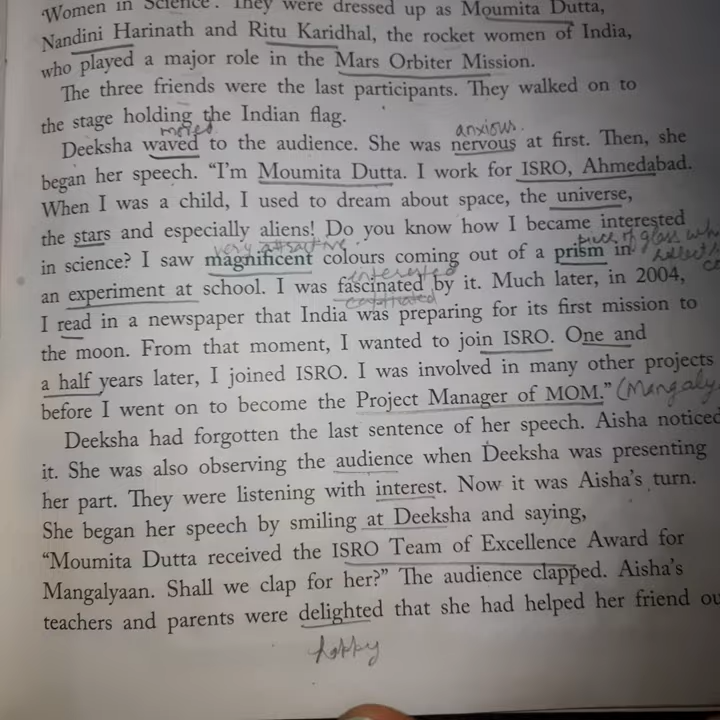 'Women in Science'. They were dressed up as Moumita Dutta,
Nandini Harinath and Ritu Karidhal, the rocket women of India,
who played a major role in the Mars Orbiter Mission.
The three friends were the last participants. They walked on to
the stage holding the Indian flag.
moved anxious.
Deeksha waved to the audience. She was nervous at first. Then, she
began her speech. “I’m Moumita Dutta. I work for ISRO, Ahmedabad.
When I was a child, I used to dream about space, the universe,
the stars and especially aliens! Do you know how I became interested
very attractive piece of glass
in science? I saw magnificent colours coming out of a prism in
interested
an experiment at school. I was fascinated by it. Much later, in 2004,
captivated
I read in a newspaper that India was preparing for its first mission to
the moon. From that moment, I wanted to join ISRO. One and
a half years later, I joined ISRO. I was involved in many other projects
before I went on to become the Project Manager of MOM.” (Mangaly
Deeksha had forgotten the last sentence of her speech. Aisha noticed
it. She was also observing the audience when Deeksha was presenting
her part. They were listening with interest. Now it was Aisha’s turn.
She began her speech by smiling at Deeksha and saying,
“Moumita Dutta received the ISRO Team of Excellence Award for
Mangalyaan. Shall we clap for her?” The audience clapped. Aisha’s
teachers and parents were delighted that she had helped her friend ou
happy